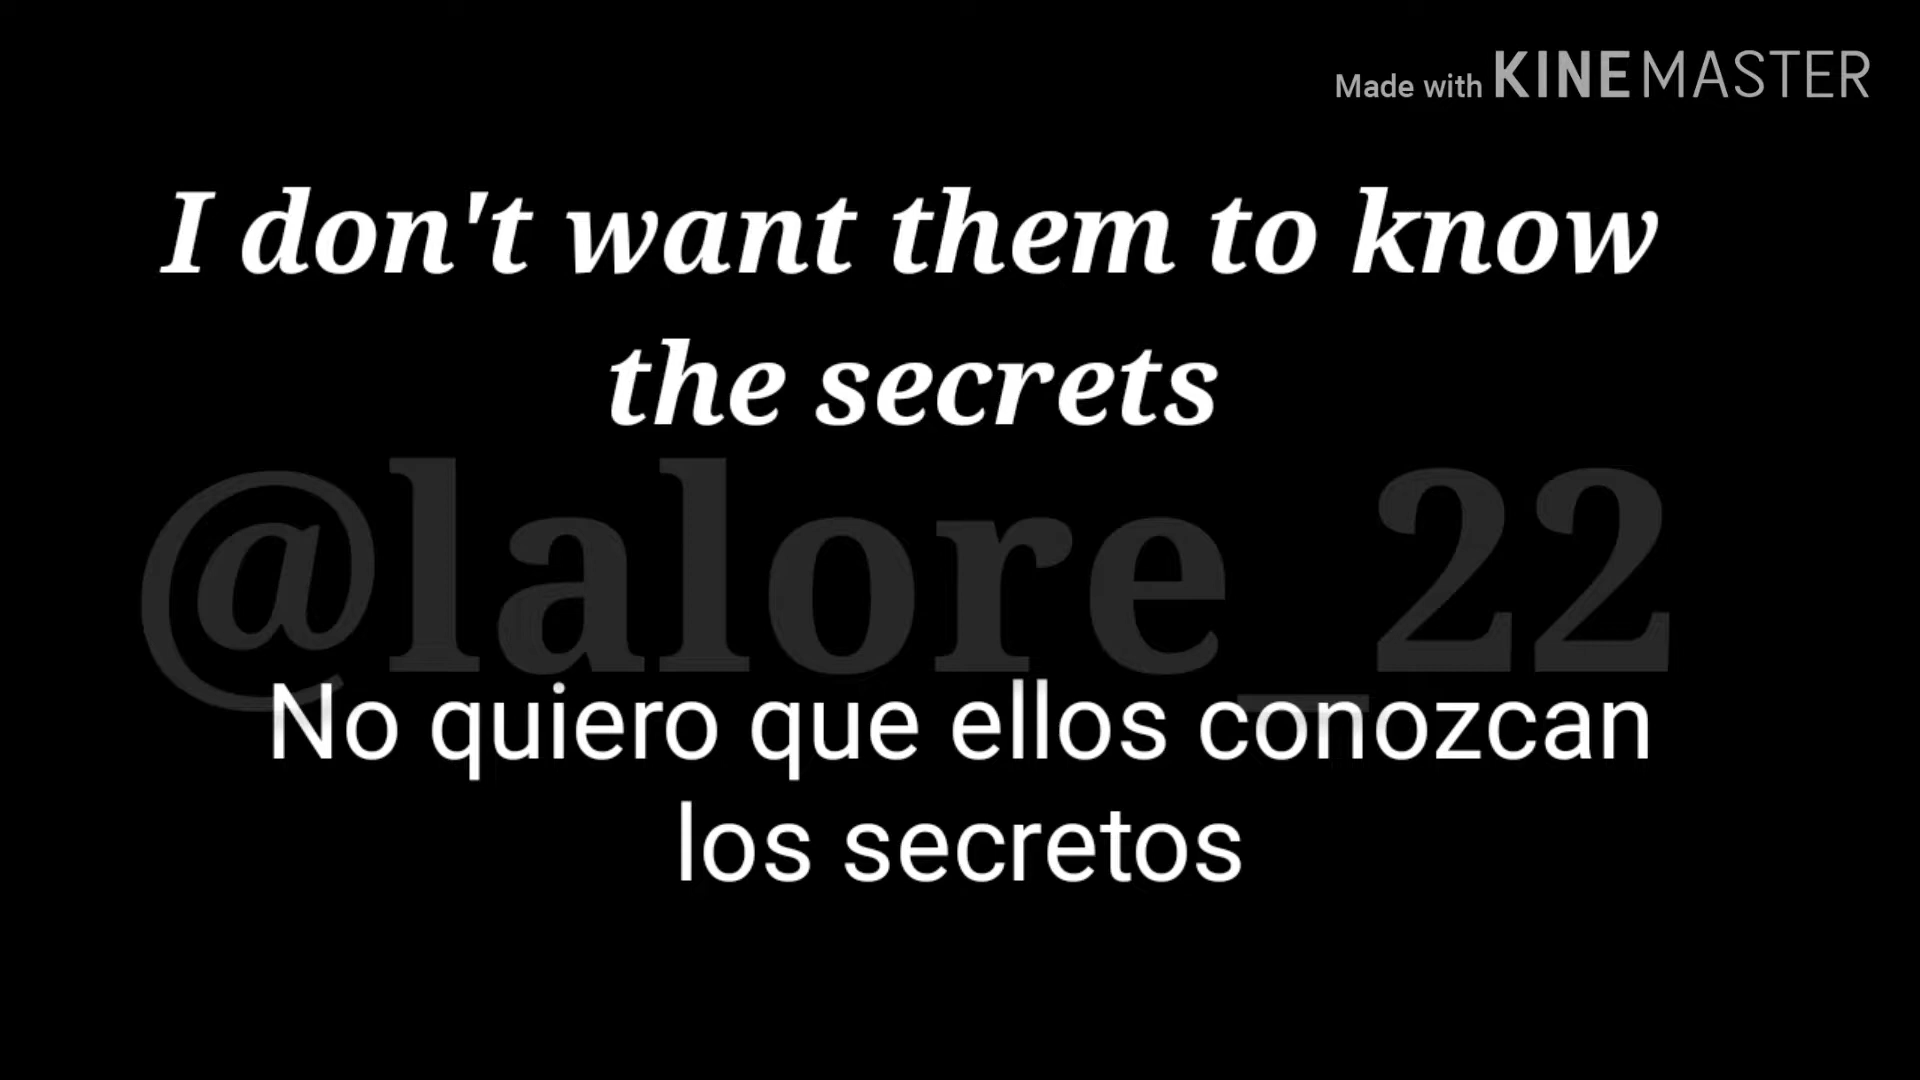 Made with KINEMASTER
I don't want them to know
the secrets
@lalore_22
No quiero que ellos conozcan
los secretos